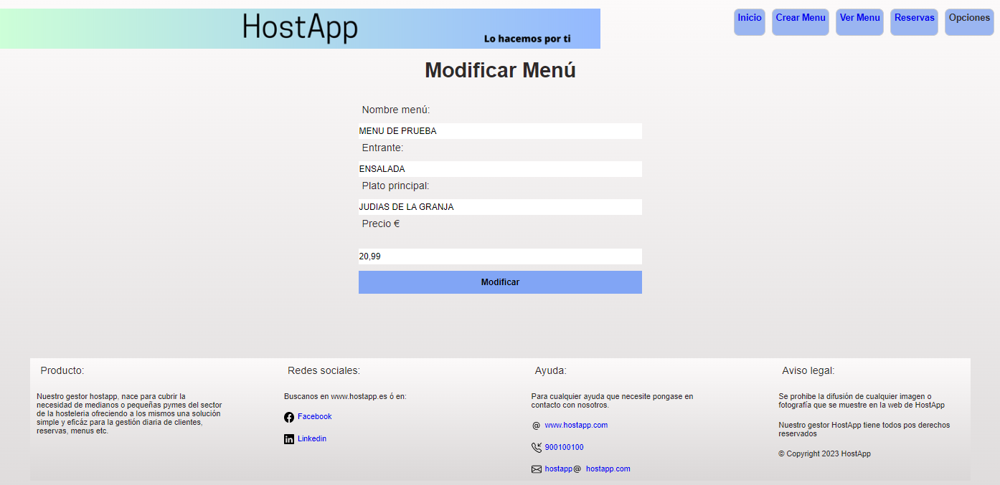 HostApp
Lo hacemos por ti
Inicio
Crear Menu
Ver Menu
Reservas
Opciones
Modificar Menú
Nombre menú:
MENU DE PRUEBA
Entrante:
ENSALADA
Plato principal:
JUDIAS DE LA GRANJA
Precio €
20,99
Modificar
Producto:
Nuestro gestor hostapp, nace para cubrir la
necesidad de medianos o pequeñas pymes del sector
de la hosteleria ofreciendo a los mismos una solución
simple y eficáz para la gestión diaria de clientes,
reservas, menus etc.
Redes sociales:
Buscanos en www.hostapp.es ó en:
Facebook
Linkedin
Ayuda:
Para cualquier ayuda que necesite pongase en
contacto con nosotros.
@ www.hostapp.com
900100100
hostapp@ hostapp.com
Aviso legal:
Se prohibe la difusión de cualquier imagen o
fotografía que se muestre en la web de HostApp
Nuestro gestor HostApp tiene todos pos derechos
reservados
© Copyright 2023 HostApp